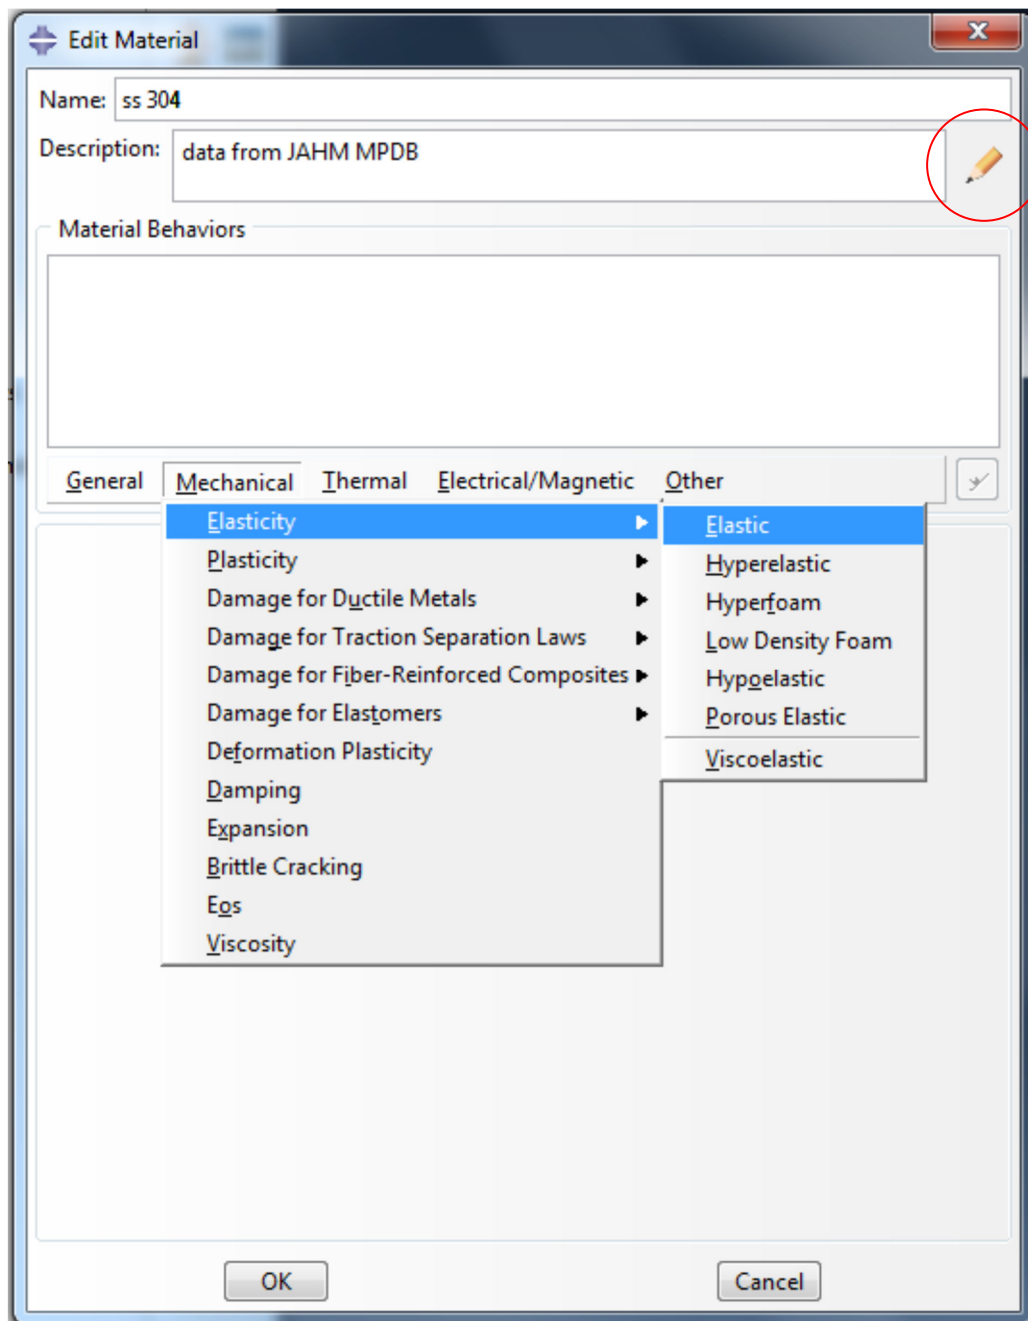 Edit Material
Name: ss 304
Description: data from JAHM MPDB
Material Behaviors
General Mechanical Thermal Electrical/Magnetic Other
Elasticity
Plasticity
Damage for Ductile Metals
Damage for Traction Separation Laws
Damage for Fiber-Reinforced Composites
Damage for Elastomers
Deformation Plasticity
Damping
Expansion
Brittle Cracking
Eos
Viscosity
Elastic
Hyperelastic
Hyperfoam
Low Density Foam
Hypoelastic
Porous Elastic
Viscoelastic
OK Cancel